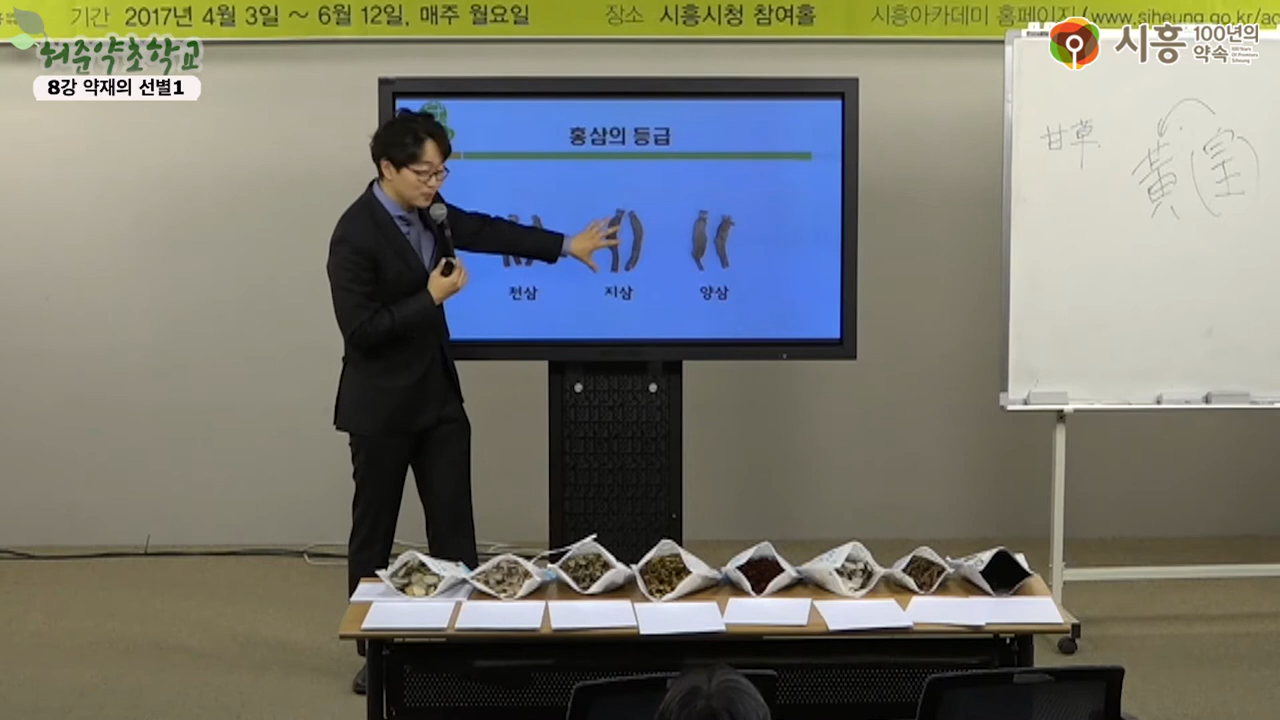 기간 2017년 4월 3일 ~ 6월 12일, 매주 월요일 장소 시흥시청 참여홀 시흥아카데미 홈페이지(www.siheung.go.kr/ac
허준약초학교
8강 약재의 선별1
시흥 100년의 약속
홍삼의 등급
천삼 지삼 양삼
甘草 黃